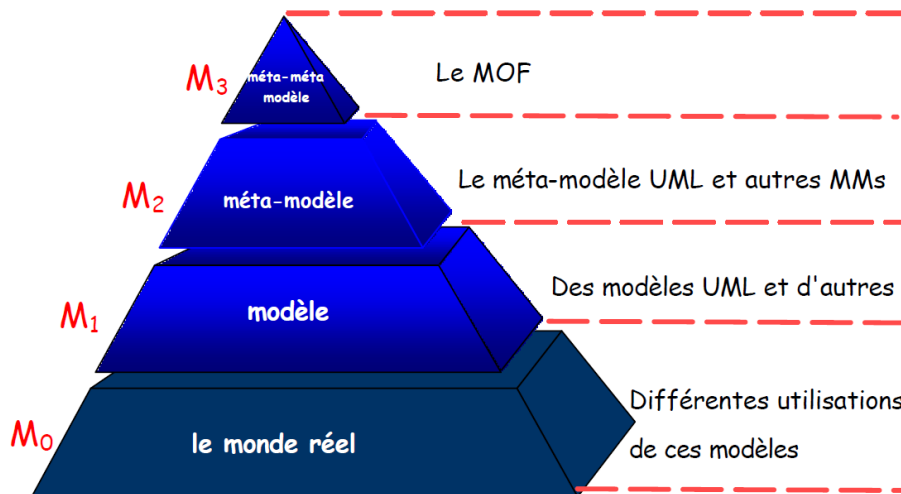 M3
méta-méta
modèle
Le MOF
M2
méta-modèle
Le méta-modèle UML et autres MMs
M1
modèle
Des modèles UML et d'autres
M0
le monde réel
Différentes utilisations
de ces modèles